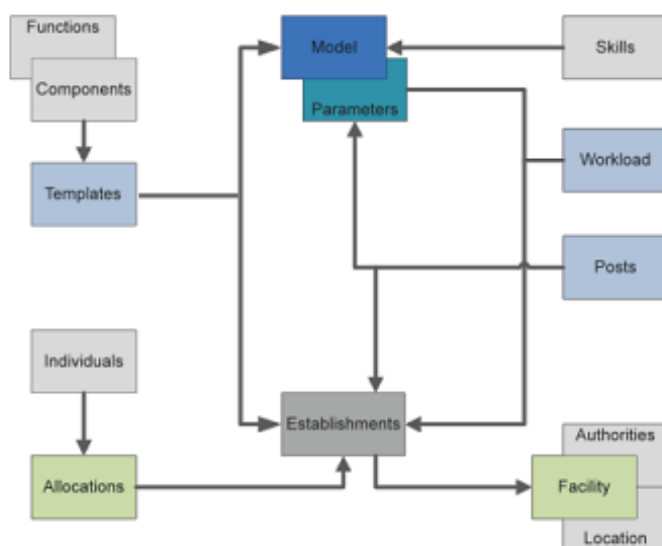 Functions
Model
Skills
Components
Parameters
Workload
Templates
Posts
Individuals
Establishments
Authorities
Allocations
Facility
Location